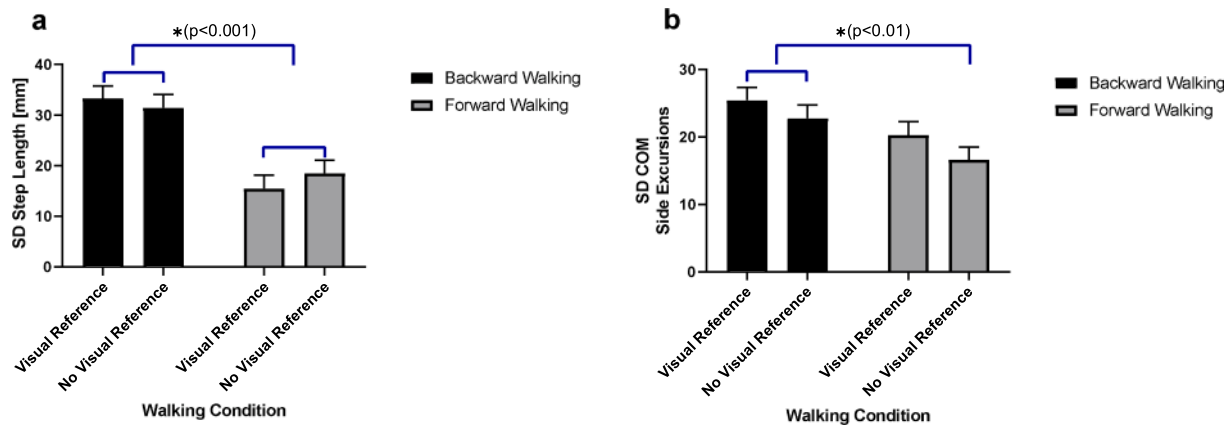 a
*(p<0.001)
SD Step Length [mm]
40
30
20
10
0
Visual Reference
No Visual Reference
Visual Reference
No Visual Reference
Walking Condition
Backward Walking
Forward Walking
b
*(p<0.01)
SD COM
Side Excursions
30
20
10
0
Visual Reference
No Visual Reference
Visual Reference
No Visual Reference
Walking Condition
Backward Walking
Forward Walking